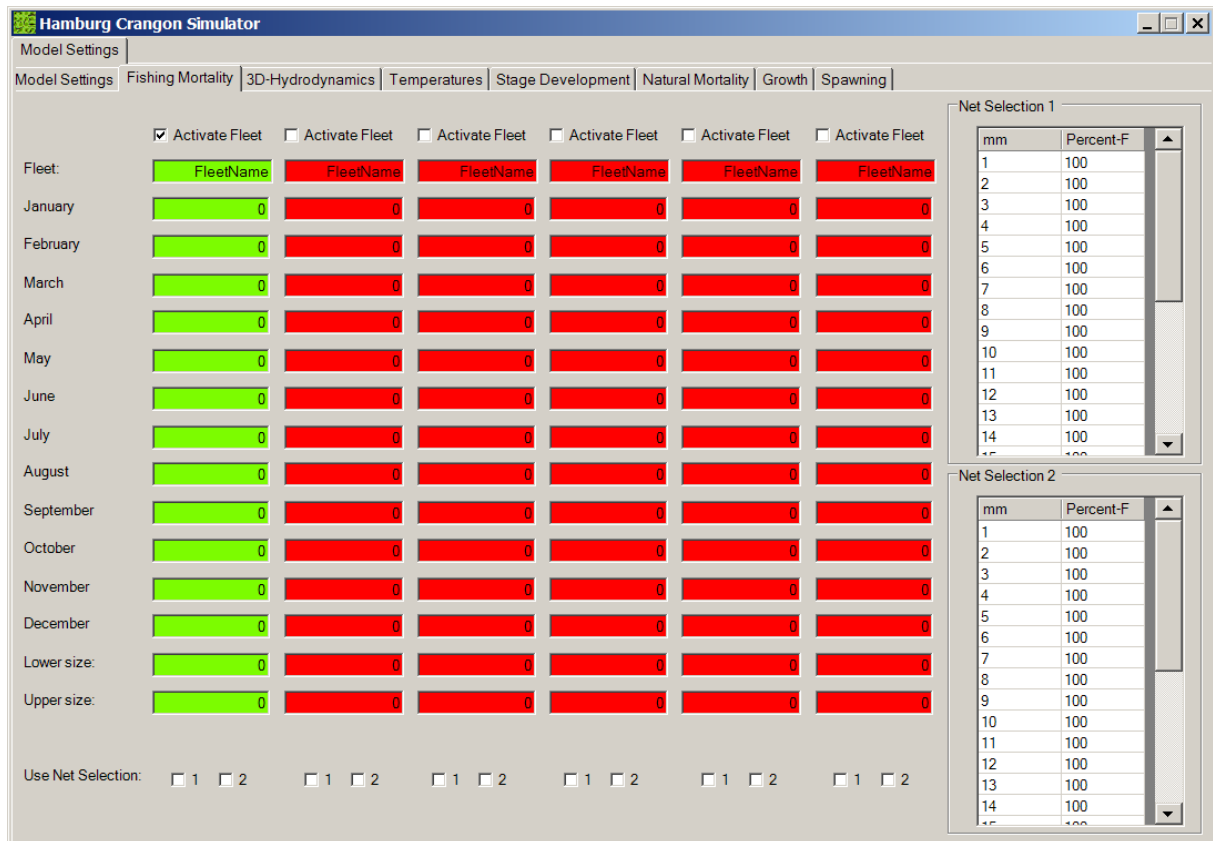 Hamburg Crangon Simulator
Model Settings
Model Settings Fishing Mortality 3D-Hydrodynamics Temperatures Stage Development Natural Mortality Growth Spawning
Activate Fleet Activate Fleet Activate Fleet Activate Fleet Activate Fleet Activate Fleet
Fleet: FleetName FleetName FleetName FleetName FleetName FleetName
January 0 0 0 0 0 0
February 0 0 0 0 0 0
March 0 0 0 0 0 0
April 0 0 0 0 0 0
May 0 0 0 0 0 0
June 0 0 0 0 0 0
July 0 0 0 0 0 0
August 0 0 0 0 0 0
September 0 0 0 0 0 0
October 0 0 0 0 0 0
November 0 0 0 0 0 0
December 0 0 0 0 0 0
Lower size: 0 0 0 0 0 0
Upper size: 0 0 0 0 0 0
Use Net Selection: 1 2 1 2 1 2 1 2 1 2 1 2
Net Selection 1
mm Percent-F
1 100
2 100
3 100
4 100
5 100
6 100
7 100
8 100
9 100
10 100
11 100
12 100
13 100
14 100
15 100
Net Selection 2
mm Percent-F
1 100
2 100
3 100
4 100
5 100
6 100
7 100
8 100
9 100
10 100
11 100
12 100
13 100
14 100
15 100